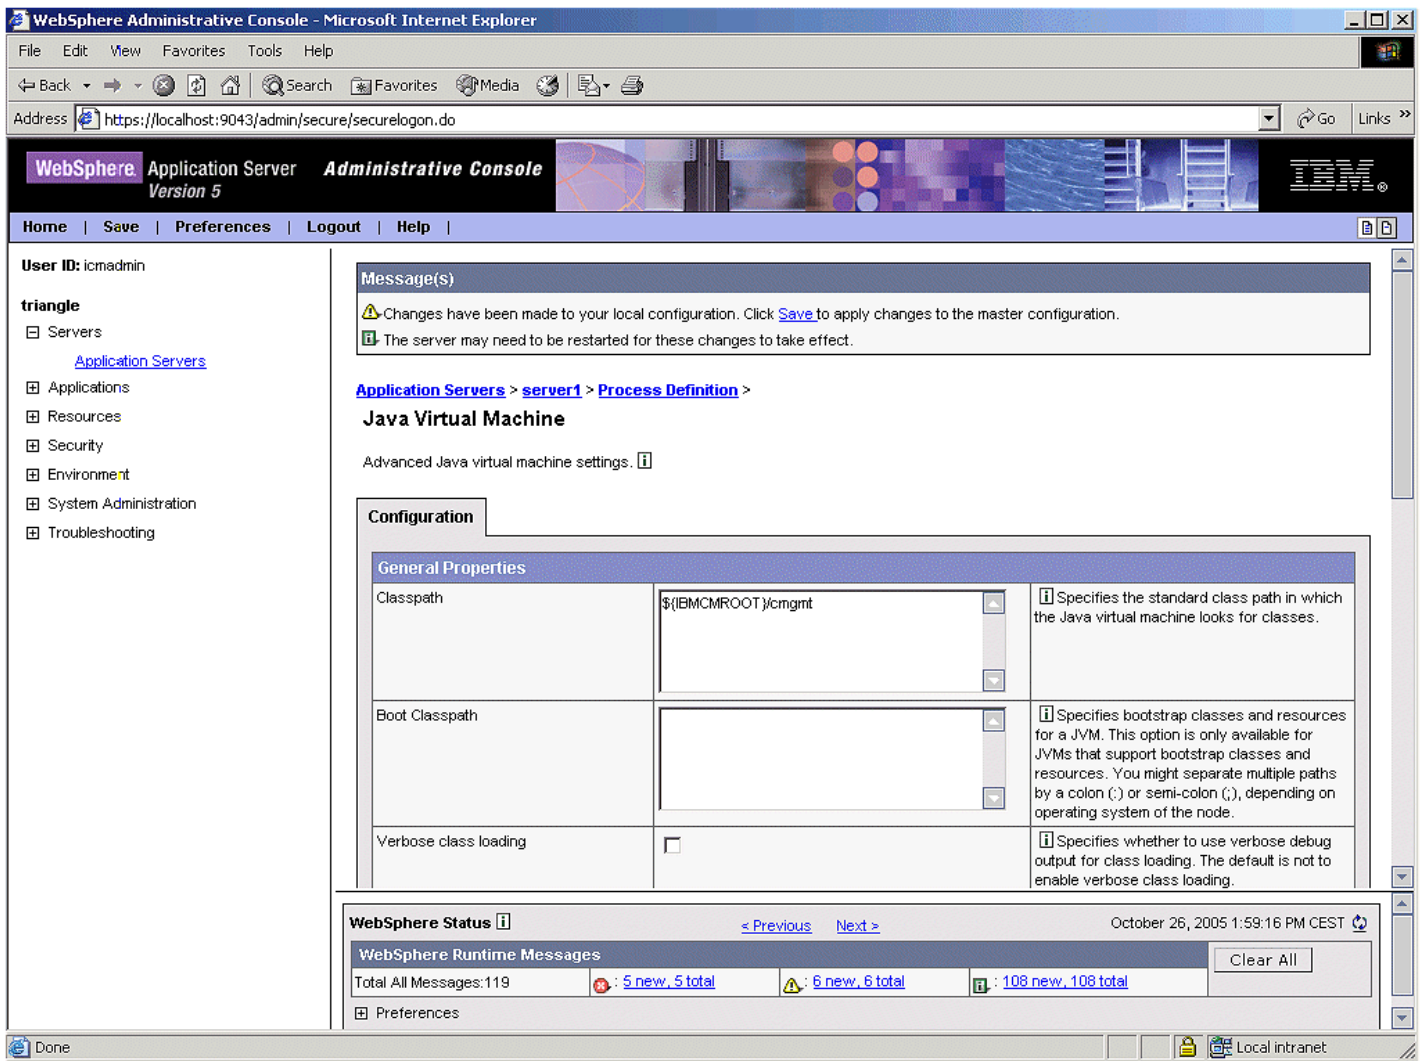 WebSphere Administrative Console - Microsoft Internet Explorer
File Edit View Favorites Tools Help
Back Search Favorites Media
Address https://localhost:9043/admin/secure/securelogon.do Go Links »
WebSphere. Application Server Administrative Console
Version 5
IBM®
Home | Save | Preferences | Logout | Help |
User ID: icmadmin
triangle
Servers
Application Servers
Applications
Resources
Security
Environment
System Administration
Troubleshooting
Message(s)
Changes have been made to your local configuration. Click Save to apply changes to the master configuration.
The server may need to be restarted for these changes to take effect.
Application Servers > server1 > Process Definition >
Java Virtual Machine
Advanced Java virtual machine settings. i
Configuration
General Properties
Classpath
${IBMCMROOT}/cmgmt
i Specifies the standard class path in which
the Java virtual machine looks for classes.
Boot Classpath
i Specifies bootstrap classes and resources
for a JVM. This option is only available for
JVMs that support bootstrap classes and
resources. You might separate multiple paths
by a colon (:) or semi-colon (;), depending on
operating system of the node.
Verbose class loading
i Specifies whether to use verbose debug
output for class loading. The default is not to
enable verbose class loading.
WebSphere Status i < Previous Next > October 26, 2005 1:59:16 PM CEST
WebSphere Runtime Messages Clear All
Total All Messages:119 : 5 new, 5 total : 6 new, 6 total : 108 new, 108 total
Preferences
Done Local intranet